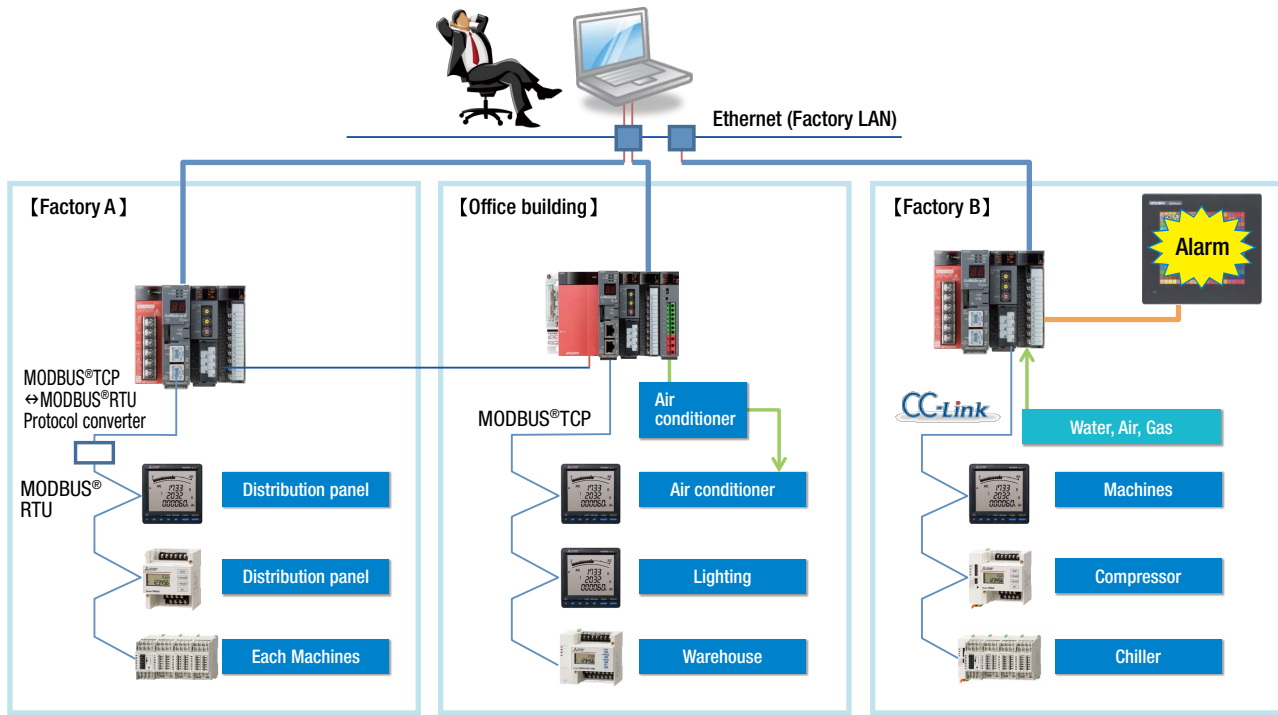 Ethernet (Factory LAN)
【Factory A】
MODBUS®TCP
↔MODBUS®RTU
Protocol converter
MODBUS®
RTU
Distribution panel
Distribution panel
Each Machines
【Office building】
MODBUS®TCP
Air
conditioner
Air conditioner
Lighting
Warehouse
【Factory B】
Alarm
CC-Link
Water, Air, Gas
Machines
Compressor
Chiller